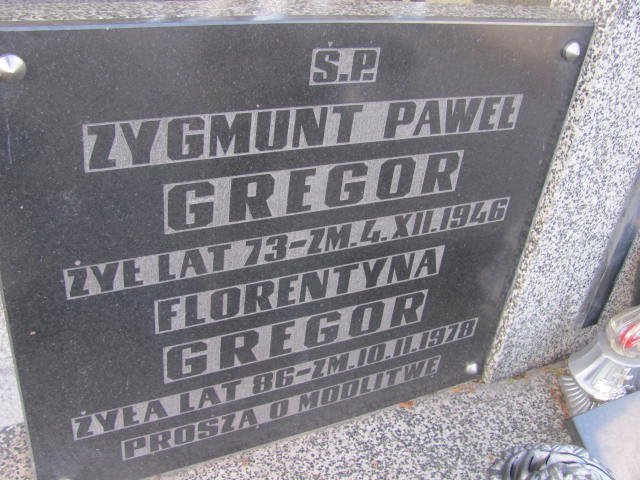 Ś.P.
ZYGMUNT PAWEŁ
GREGOR
ŻYŁ LAT 73-ZM.4.XII.1946
FLORENTYNA
GREGOR
ŻYŁA LAT 86-ZM.10.II.1978
PROSZĄ O MODLITWĘ